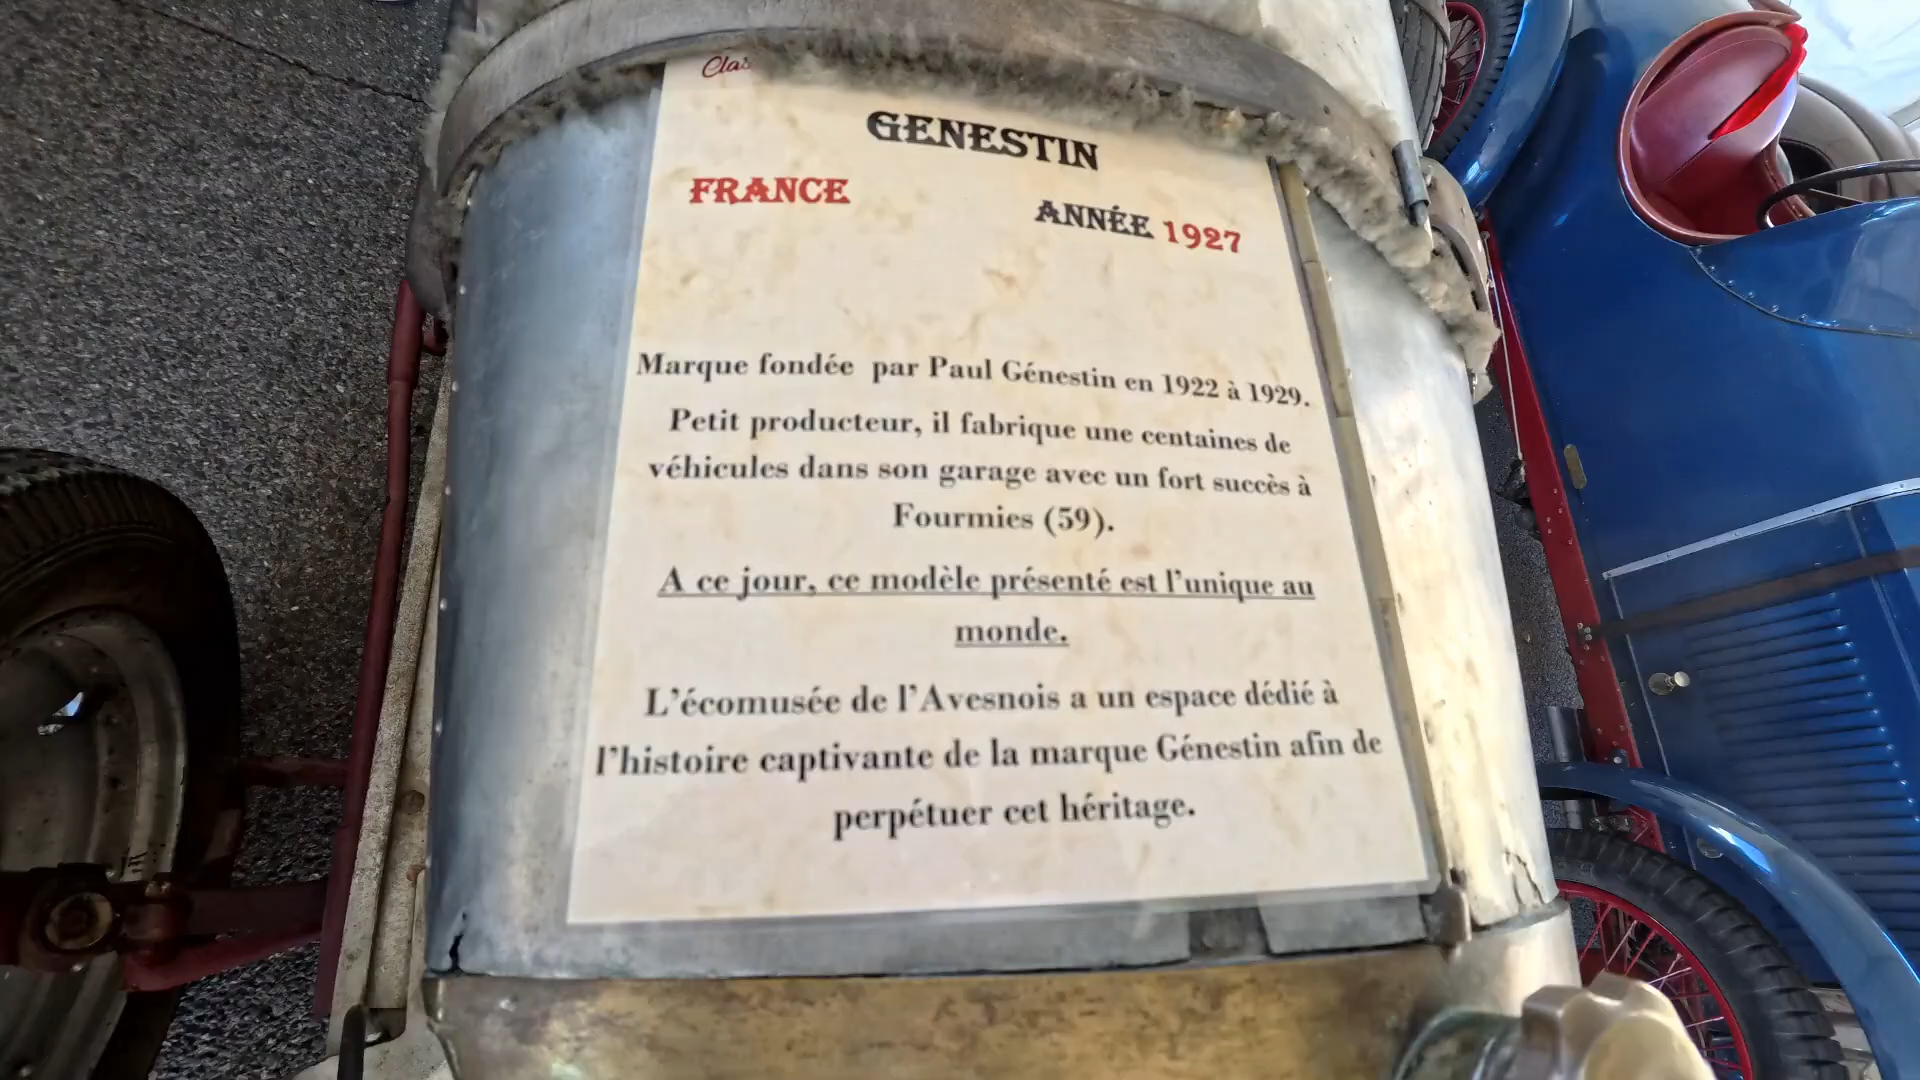 GENESTIN
FRANCE
ANNÉE 1927
Marque fondée par Paul Génestin en 1922 à 1929.
Petit producteur, il fabrique une centaines de
véhicules dans son garage avec un fort succès à
Fourmies (59).
A ce jour, ce modèle présenté est l'unique au
monde.
L'écomusée de l'Avesnois a un espace dédié à
l'histoire captivante de la marque Génestin afin de
perpétuer cet héritage.